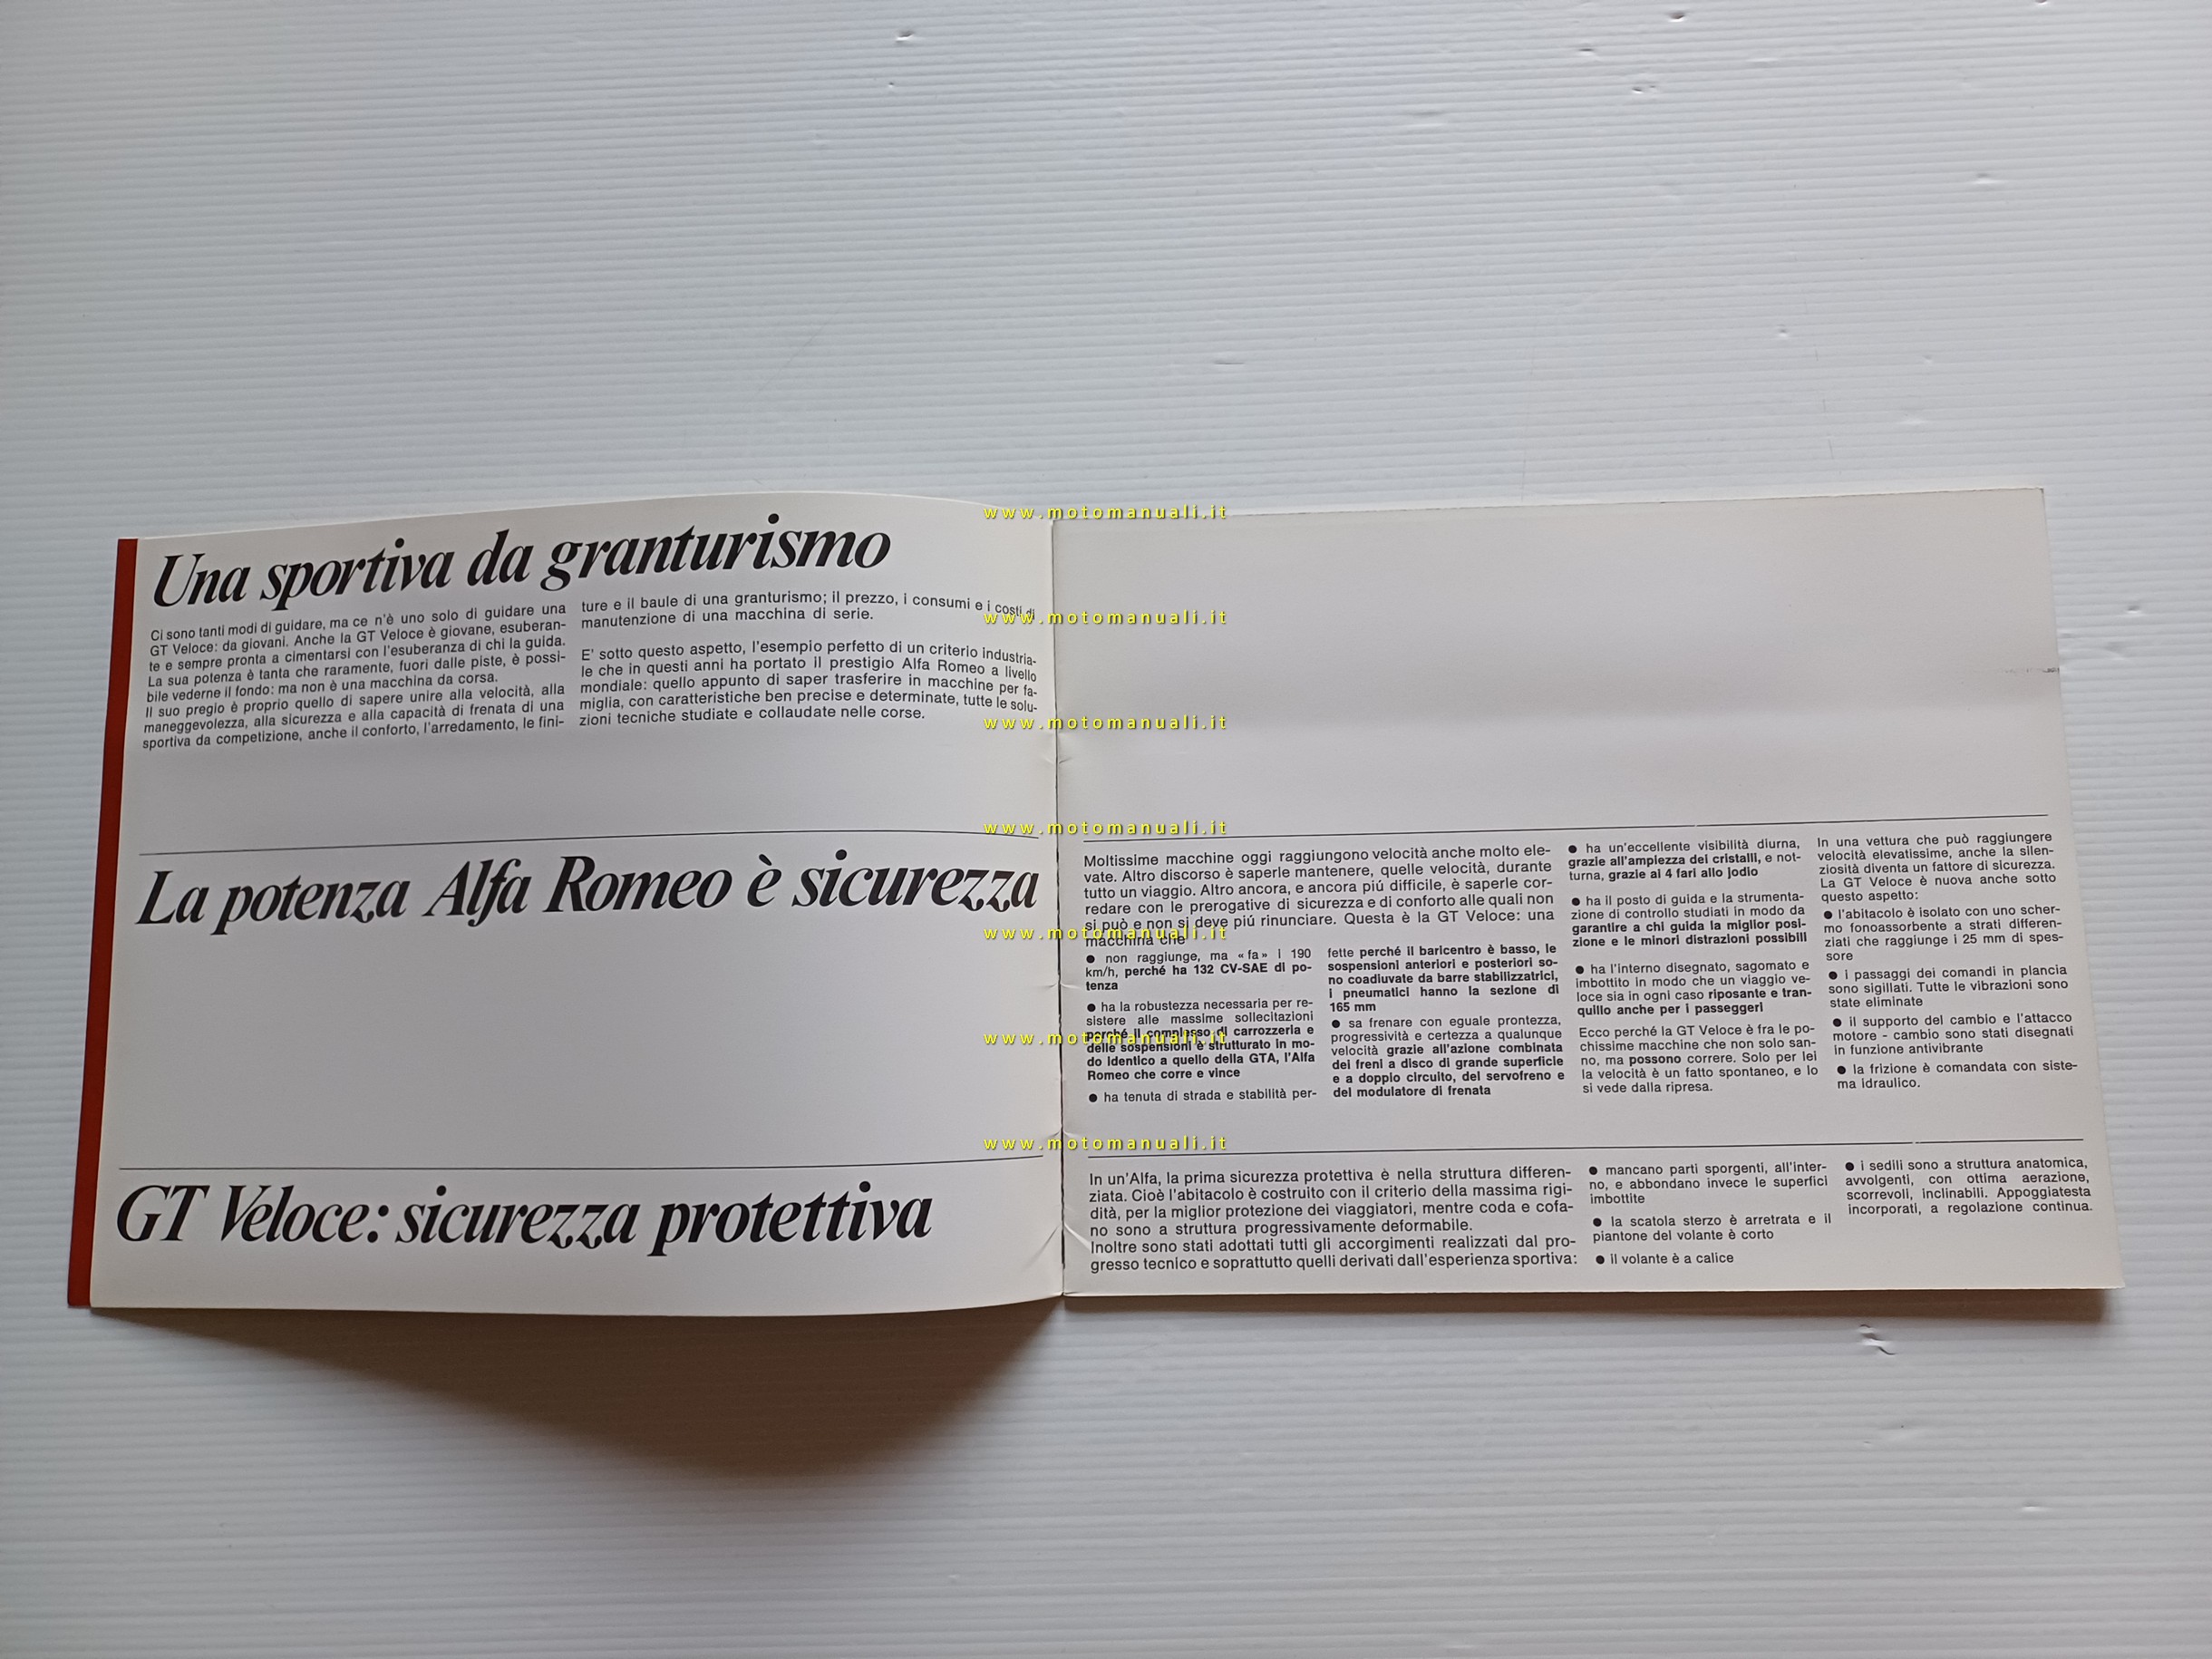 Una sportiva da granturismo
Ci sono tanti modi di guidare, ma ce n'è uno solo di guidare una
GT Veloce: da giovani. Anche la GT Veloce è giovane, esuberan-
te e sempre pronta a cimentarsi con l'esuberanza di chi la guida.
La sua potenza è tanta che raramente, fuori dalle piste, è possi-
bile vederne il fondo: ma non è una macchina da corsa.
Il suo pregio è proprio quello di sapere unire alla velocità, alla
maneggevolezza, alla sicurezza e alla capacità di frenata di una
sportiva da competizione, anche il conforto, l'arredamento, le fini-
ture e il baule di una granturismo; il prezzo, i consumi e i costi di
manutenzione di una macchina di serie.
E' sotto questo aspetto, l'esempio perfetto di un criterio industria-
le che in questi anni ha portato il prestigio Alfa Romeo a livello
mondiale: quello appunto di saper trasferire in macchine per fa-
miglia, con caratteristiche ben precise e determinate, tutte le solu-
zioni tecniche studiate e collaudate nelle corse.
La potenza Alfa Romeo è sicurezza
GT Veloce: sicurezza protettiva
Moltissime macchine oggi raggiungono velocità anche molto ele-
vate. Altro discorso è saperle mantenere, quelle velocità, durante
tutto un viaggio. Altro ancora, e ancora piú difficile, è saperle cor-
redare con le prerogative di sicurezza e di conforto alle quali non
si può e non si deve piú rinunciare. Questa è la GT Veloce: una
macchina che
● non raggiunge, ma «fa» i 190
km/h, perché ha 132 CV-SAE di po-
tenza
● ha la robustezza necessaria per re-
sistere alle massime sollecitazioni
perché il complesso di carrozzeria e
delle sospensioni è strutturato in mo-
do identico a quello della GTA, l'Alfa
Romeo che corre e vince
● ha tenuta di strada e stabilità per-
fette perché il baricentro è basso, le
sospensioni anteriori e posteriori so-
no coadiuvate da barre stabilizzatrici,
i pneumatici hanno la sezione di
165 mm
● sa frenare con eguale prontezza,
progressività e certezza a qualunque
velocità grazie all'azione combinata
dei freni a disco di grande superficie
e a doppio circuito, del servofreno e
del modulatore di frenata
● ha un'eccellente visibilità diurna,
grazie all'ampiezza dei cristalli, e not-
turna, grazie ai 4 fari allo jodio
● ha il posto di guida e la strumenta-
zione di controllo studiati in modo da
garantire a chi guida la miglior posi-
zione e le minori distrazioni possibili
● ha l'interno disegnato, sagomato e
imbottito in modo che un viaggio ve-
loce sia in ogni caso riposante e tran-
quillo anche per i passeggeri
Ecco perché la GT Veloce è fra le po-
chissime macchine che non solo san-
no, ma possono correre. Solo per lei
la velocità è un fatto spontaneo, e lo
si vede dalla ripresa.
In una vettura che può raggiungere
velocità elevatissime, anche la silen-
ziosità diventa un fattore di sicurezza.
La GT Veloce è nuova anche sotto
questo aspetto:
● l'abitacolo è isolato con uno scher-
mo fonoassorbente a strati differen-
ziati che raggiunge i 25 mm di spes-
sore
● i passaggi dei comandi in plancia
sono sigillati. Tutte le vibrazioni sono
state eliminate
● il supporto del cambio e l'attacco
motore - cambio sono stati disegnati
in funzione antivibrante
● la frizione è comandata con siste-
ma idraulico.
In un'Alfa, la prima sicurezza protettiva è nella struttura differen-
ziata. Cioè l'abitacolo è costruito con il criterio della massima rigi-
dità, per la miglior protezione dei viaggiatori, mentre coda e cofa-
no sono a struttura progressivamente deformabile.
Inoltre sono stati adottati tutti gli accorgimenti realizzati dal pro-
gresso tecnico e soprattutto quelli derivati dall'esperienza sportiva:
● mancano parti sporgenti, all'inter-
no, e abbondano invece le superfici
imbottite
● la scatola sterzo è arretrata e il
piantone del volante è corto
● il volante è a calice
● i sedili sono a struttura anatomica,
avvolgenti, con ottima aerazione,
scorrevoli, inclinabili. Appoggiatesta
incorporati, a regolazione continua.
www.motomanuali.it
www.motomanuali.it
www.motomanuali.it
www.motomanuali.it
www.motomanuali.it
www.motomanuali.it
www.motomanuali.it